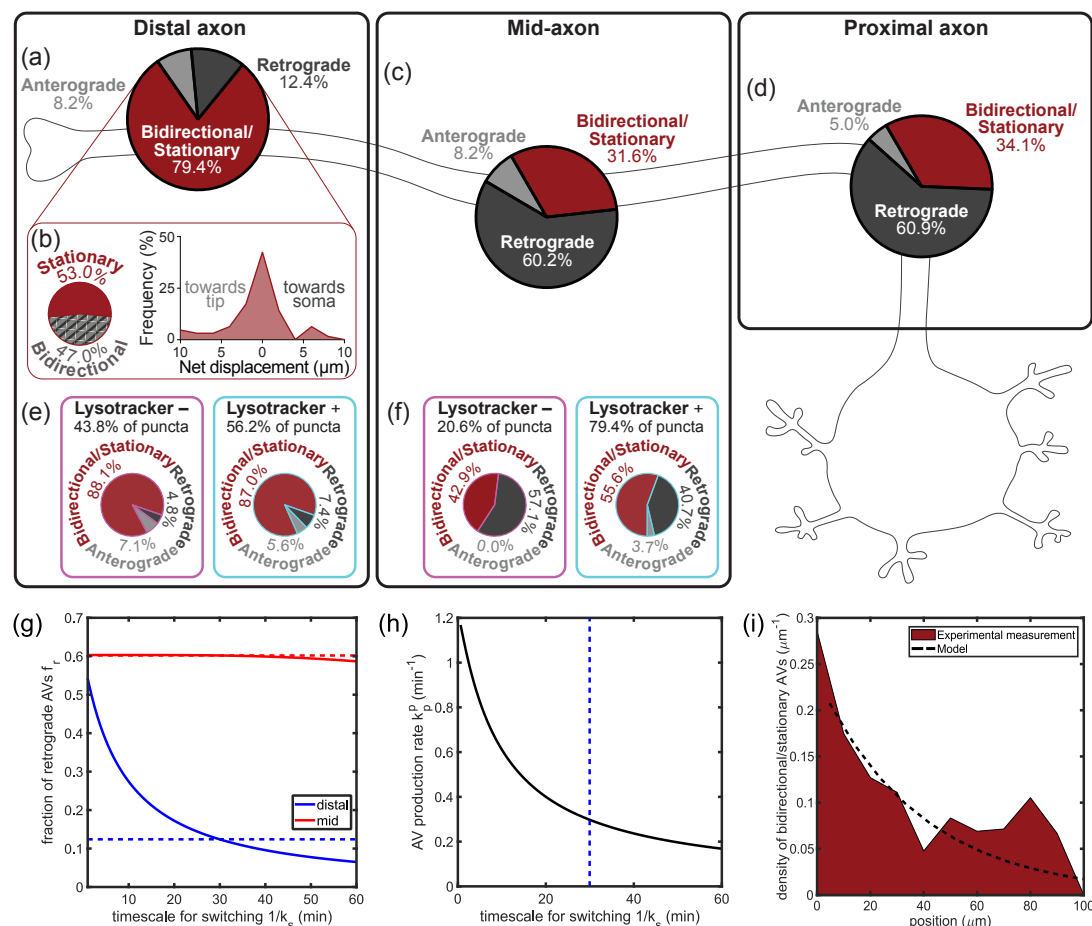 Distal axon
Mid-axon
Proximal axon
(a)
Anterograde
8.2%
Retrograde
12.4%
Bidirectional/
Stationary
79.4%
(c)
Anterograde
8.2%
Bidirectional/
Stationary
31.6%
Retrograde
60.2%
(d)
Anterograde
5.0%
Bidirectional/
Stationary
34.1%
Retrograde
60.9%
(b)
Stationary
53.0%
47.0%
Bidirectional
Frequency (%)
50
25
0
towards
tip
towards
soma
10 5 0 5 10
Net displacement (μm)
(e)
Lysotracker –
43.8% of puncta
Bidirectional/Stationary
88.1%
Retrograde
4.8%
Anterograde
7.1%
Lysotracker +
56.2% of puncta
Bidirectional/Stationary
87.0%
Retrograde
7.4%
Anterograde
5.6%
(f)
Lysotracker –
20.6% of puncta
Bidirectional/Stationary
42.9%
Retrograde
57.1%
Anterograde
0.0%
Lysotracker +
79.4% of puncta
Bidirectional/Stationary
55.6%
Retrograde
40.7%
Anterograde
3.7%
(g)
fraction of retrograde AVs f_r
0.7
0.6
0.5
0.4
0.3
0.2
0.1
0
distal
mid
10 20 30 40 50 60
timescale for switching 1/k_s (min)
(h)
AV production rate k_p^p (min⁻¹)
1.2
1
0.8
0.6
0.4
0.2
0
0 20 40 60
timescale for switching 1/k_s (min)
(i)
density of bidirectional/stationary AVs (μm⁻¹)
0.3
0.25
0.2
0.15
0.1
0.05
0
Experimental measurement
Model
0 20 40 60 80 100
position (μm)